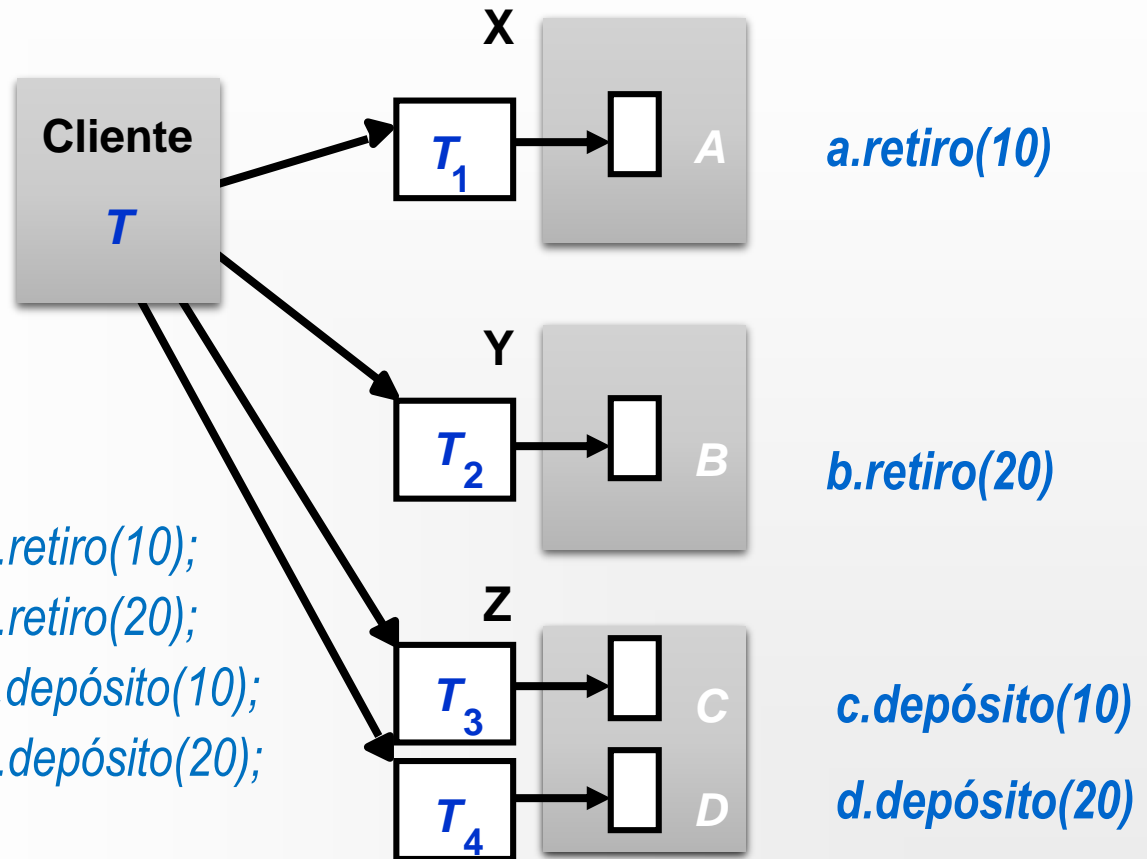 X
Cliente
T
T1
A
a.retiro(10)
Y
T2
B
b.retiro(20)
.retiro(10);
.retiro(20);
.depósito(10);
.depósito(20);
Z
T3
C
c.depósito(10)
T4
D
d.depósito(20)